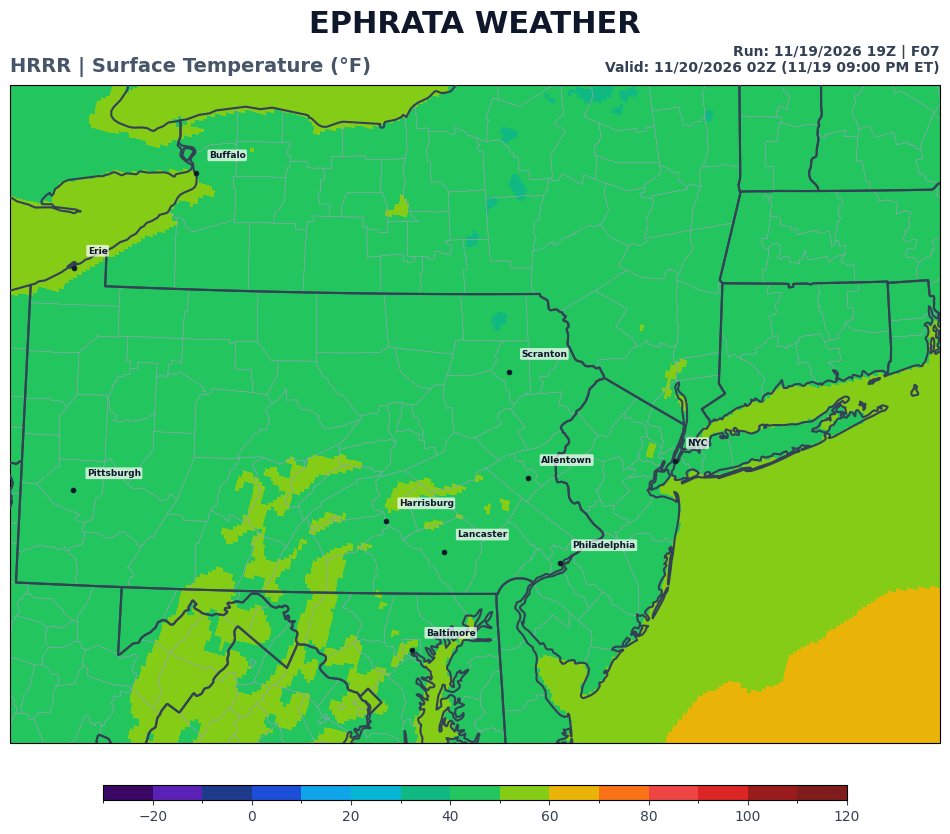 EPHRATA WEATHER
HRRR | Surface Temperature (°F)
Run: 11/19/2026 19Z | F07
Valid: 11/20/2026 02Z (11/19 09:00 PM ET)
Buffalo
Erie
Scranton
NYC
Allentown
Pittsburgh
Harrisburg
Lancaster
Philadelphia
Baltimore
−20 0 20 40 60 80 100 120